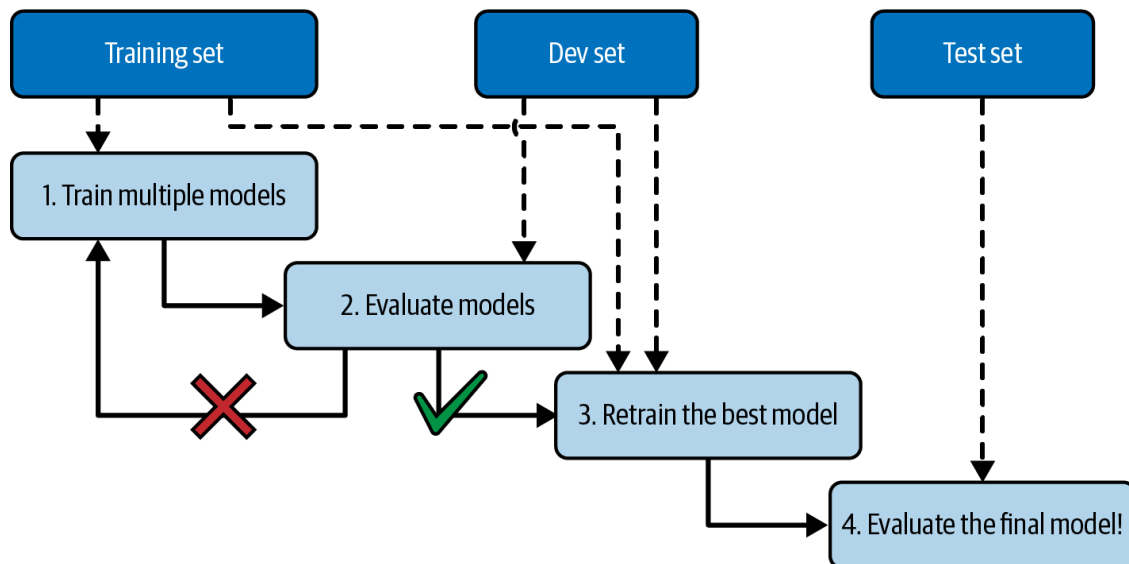 Training set
Dev set
Test set
1. Train multiple models
2. Evaluate models
3. Retrain the best model
4. Evaluate the final model!